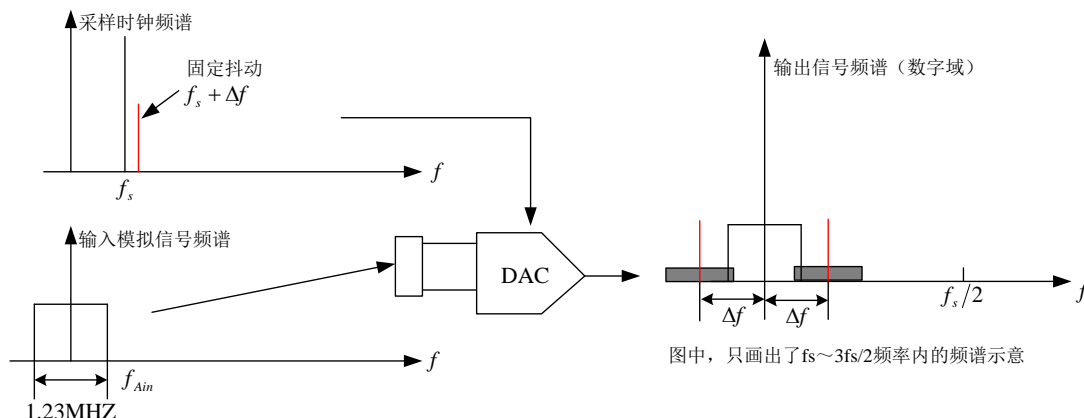 采样时钟频谱
固定抖动
f_s + Δf
f
f_s
输入模拟信号频谱
f
f_{Ain}
1.23MHZ
DAC
输出信号频谱（数字域）
f_s/2
f
Δf
Δf
图中，只画出了fs～3fs/2频率内的频谱示意